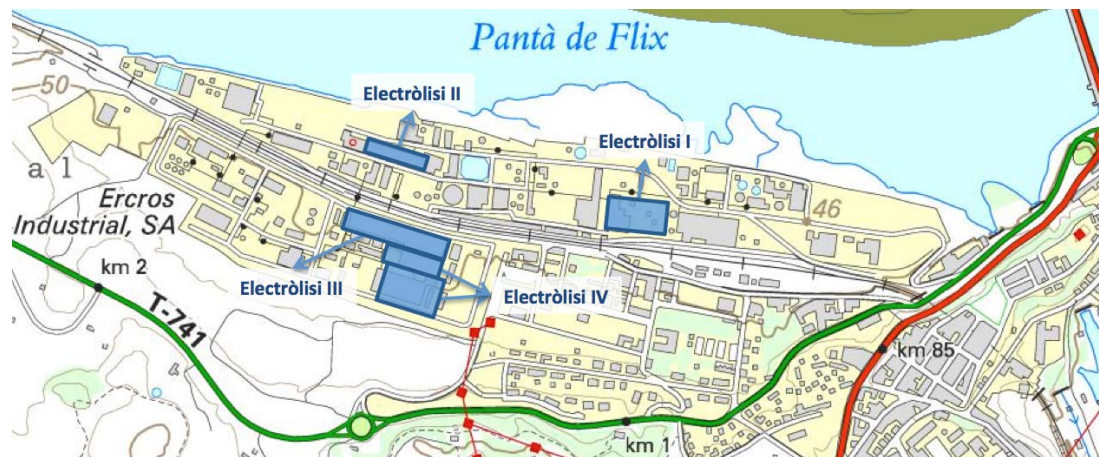 Pantà de Flix
50
Electròlisi II
Electròlisi I
a l
Ercros
Industrial, SA
46
km 2
Electròlisi III
Electròlisi IV
T-741
km 85
km 1